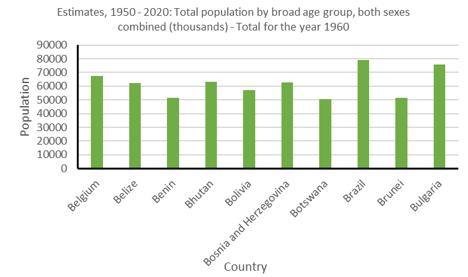 Estimates, 1950 - 2020: Total population by broad age group, both sexes
combined (thousands) - Total for the year 1960
90000
80000
70000
60000
50000
40000
30000
20000
10000
0
Population
Belgium
Belize
Benin
Bhutan
Bolivia
Bosnia and Herzegovina
Botswana
Brazil
Brunei
Bulgaria
Country